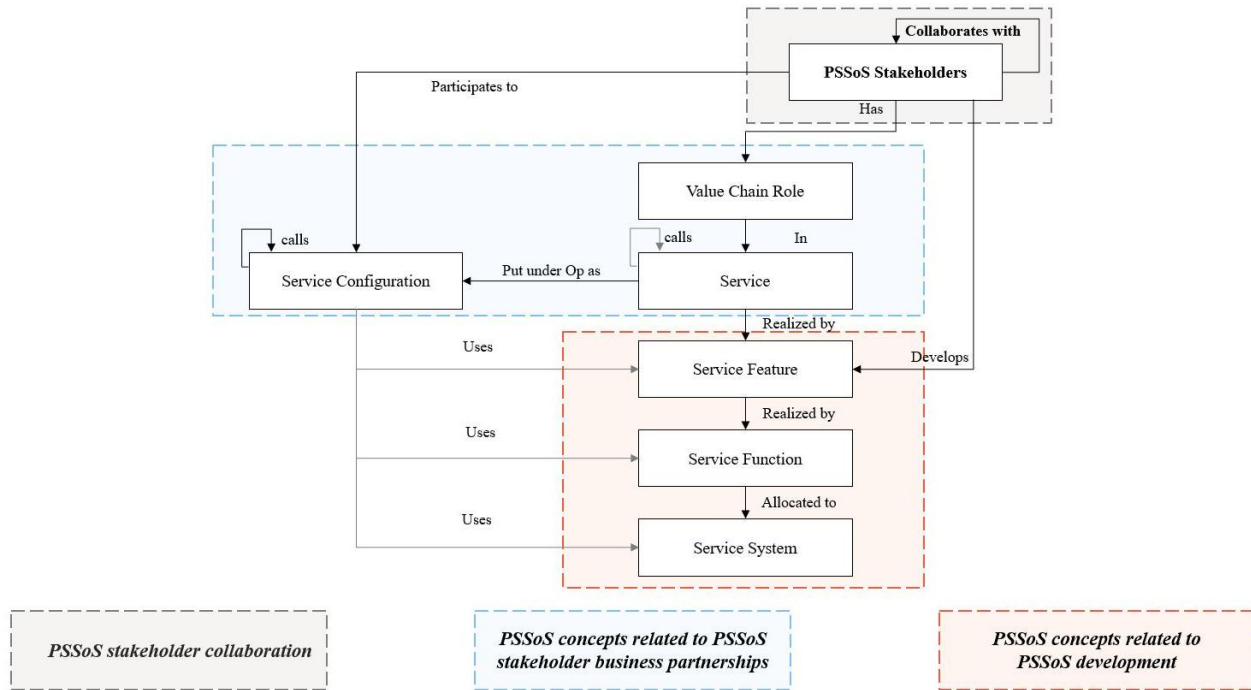 Collaborates with
PSSoS Stakeholders
Participates to
Has
Value Chain Role
calls
calls
In
Service Configuration
Put under Op as
Service
Realized by
Uses
Develops
Service Feature
Realized by
Uses
Service Function
Allocated to
Uses
Service System
PSSoS stakeholder collaboration
PSSoS concepts related to PSSoS
stakeholder business partnerships
PSSoS concepts related to
PSSoS development